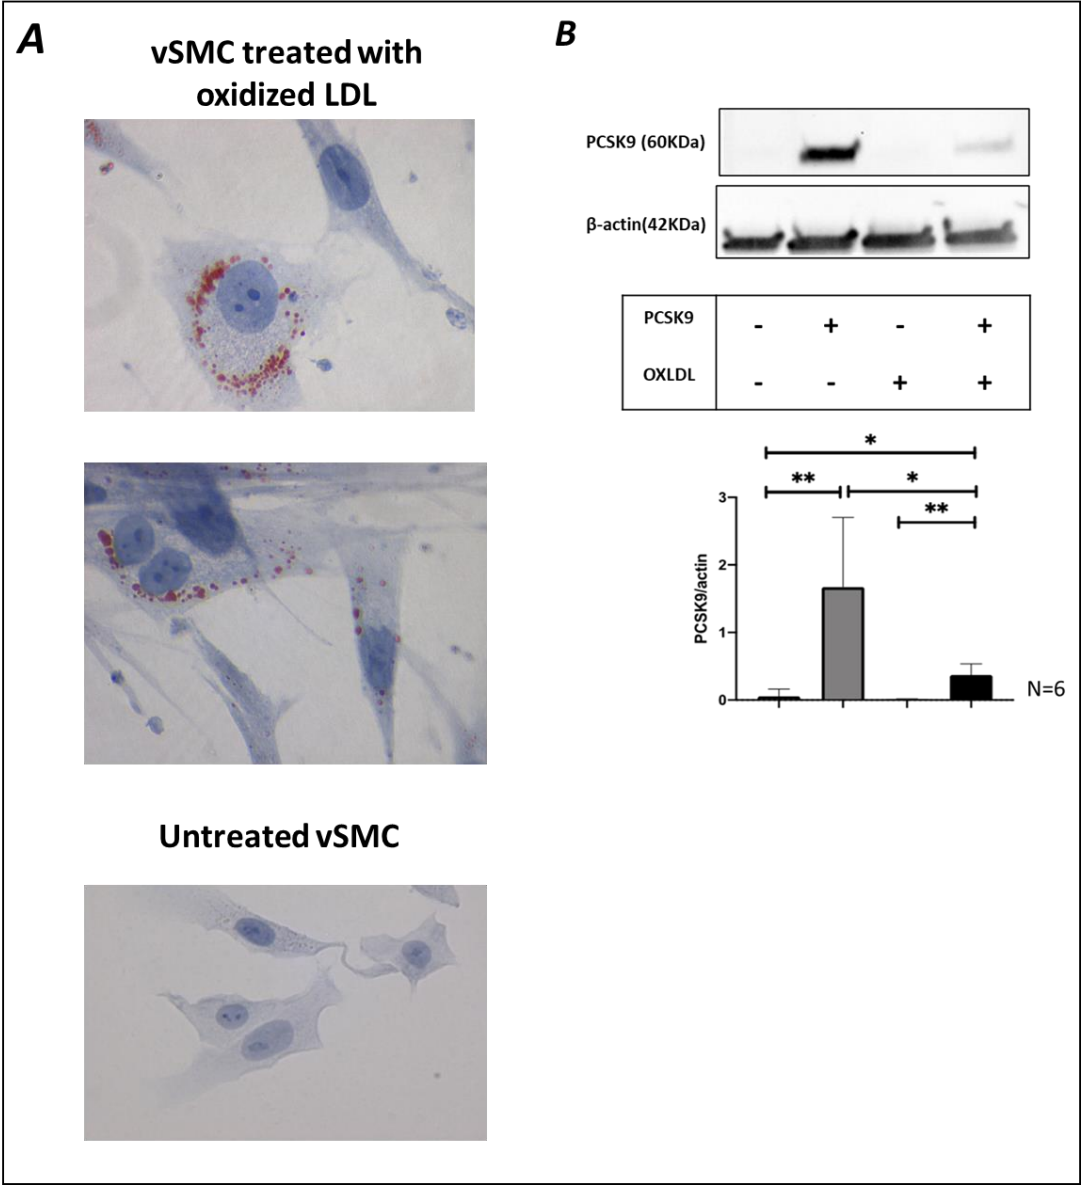 A
vSMC treated with
oxidized LDL
Untreated vSMC
B
PCSK9 (60KDa)
β-actin(42KDa)
PCSK9 - + - +
OXLDL - - + +
*
** *
**
3
2
1
0
PCSK9/actin
N=6